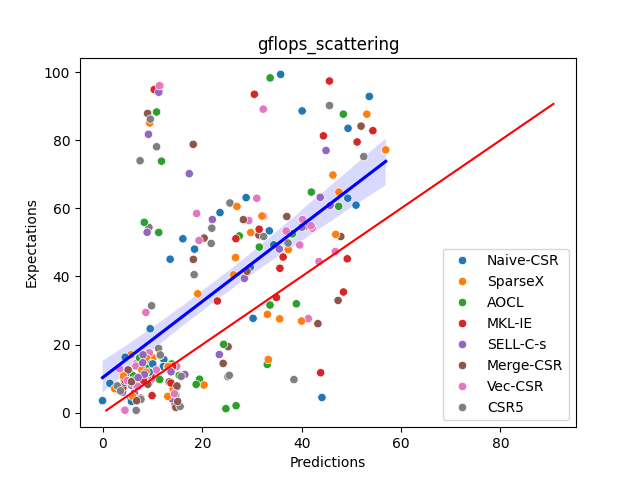 gflops_scattering
100
80
60
40
20
0
Expectations
0 20 40 60 80
Predictions
Naive-CSR
SparseX
AOCL
MKL-IE
SELL-C-s
Merge-CSR
Vec-CSR
CSR5